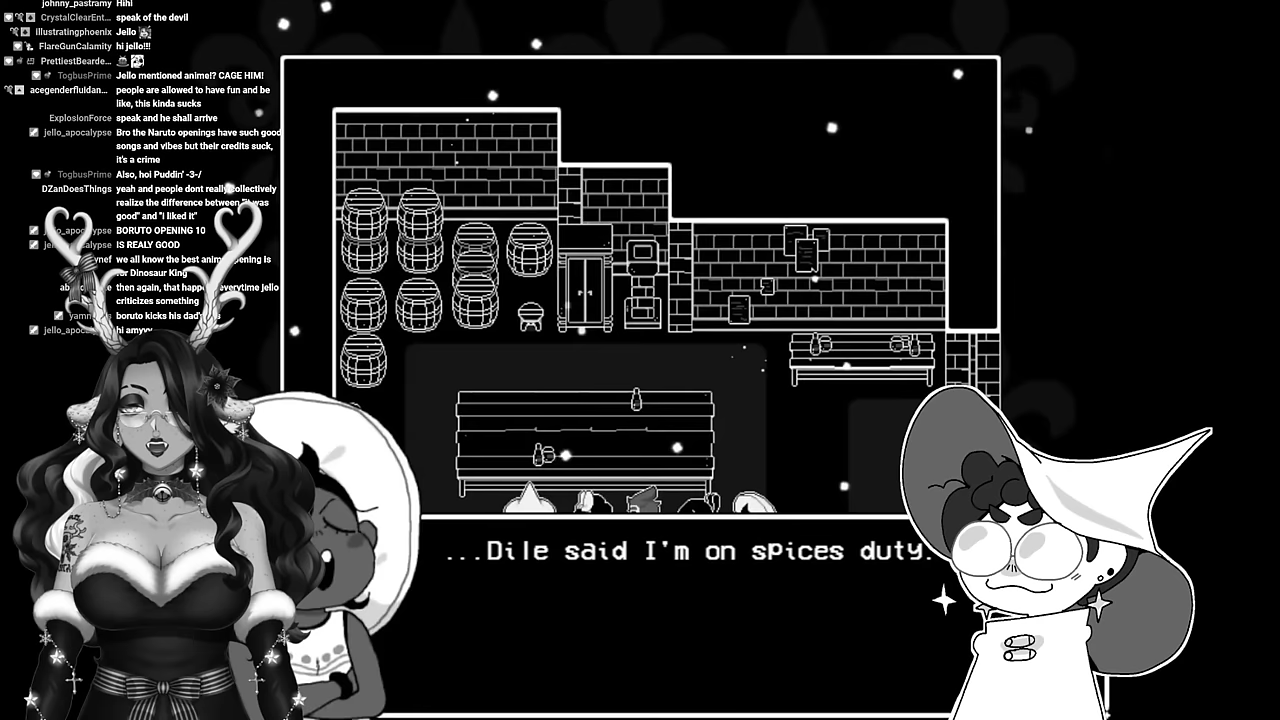 johnny_pastramy Hihi
CrystalClearEnt... speak of the devil
illustratingphoenix Jello
FlareGunCalamity hi jello!!!
PrettiestBearde...
TogbusPrime Jello mentioned anime!? CAGE HIM!
acegenderfluidan... people are allowed to have fun and be
like, this kinda sucks
ExplosionForce speak and he shall arrive
jello_apocalypse Bro the Naruto openings have such good
songs and vibes but their credits suck,
it's a crime
TogbusPrime Also, hoi Puddin' -3-/
DZanDoesThings yeah and people dont really collectively
realize the difference between "it was
good" and "I liked it"
BORUTO OPENING 10
IS REALY GOOD
we all know the best anime opening is
for Dinosaur King
then again, that happens everytime jello
criticizes something
boruto kicks his dad's
hi amyyy
...Dile said I'm on spices duty.